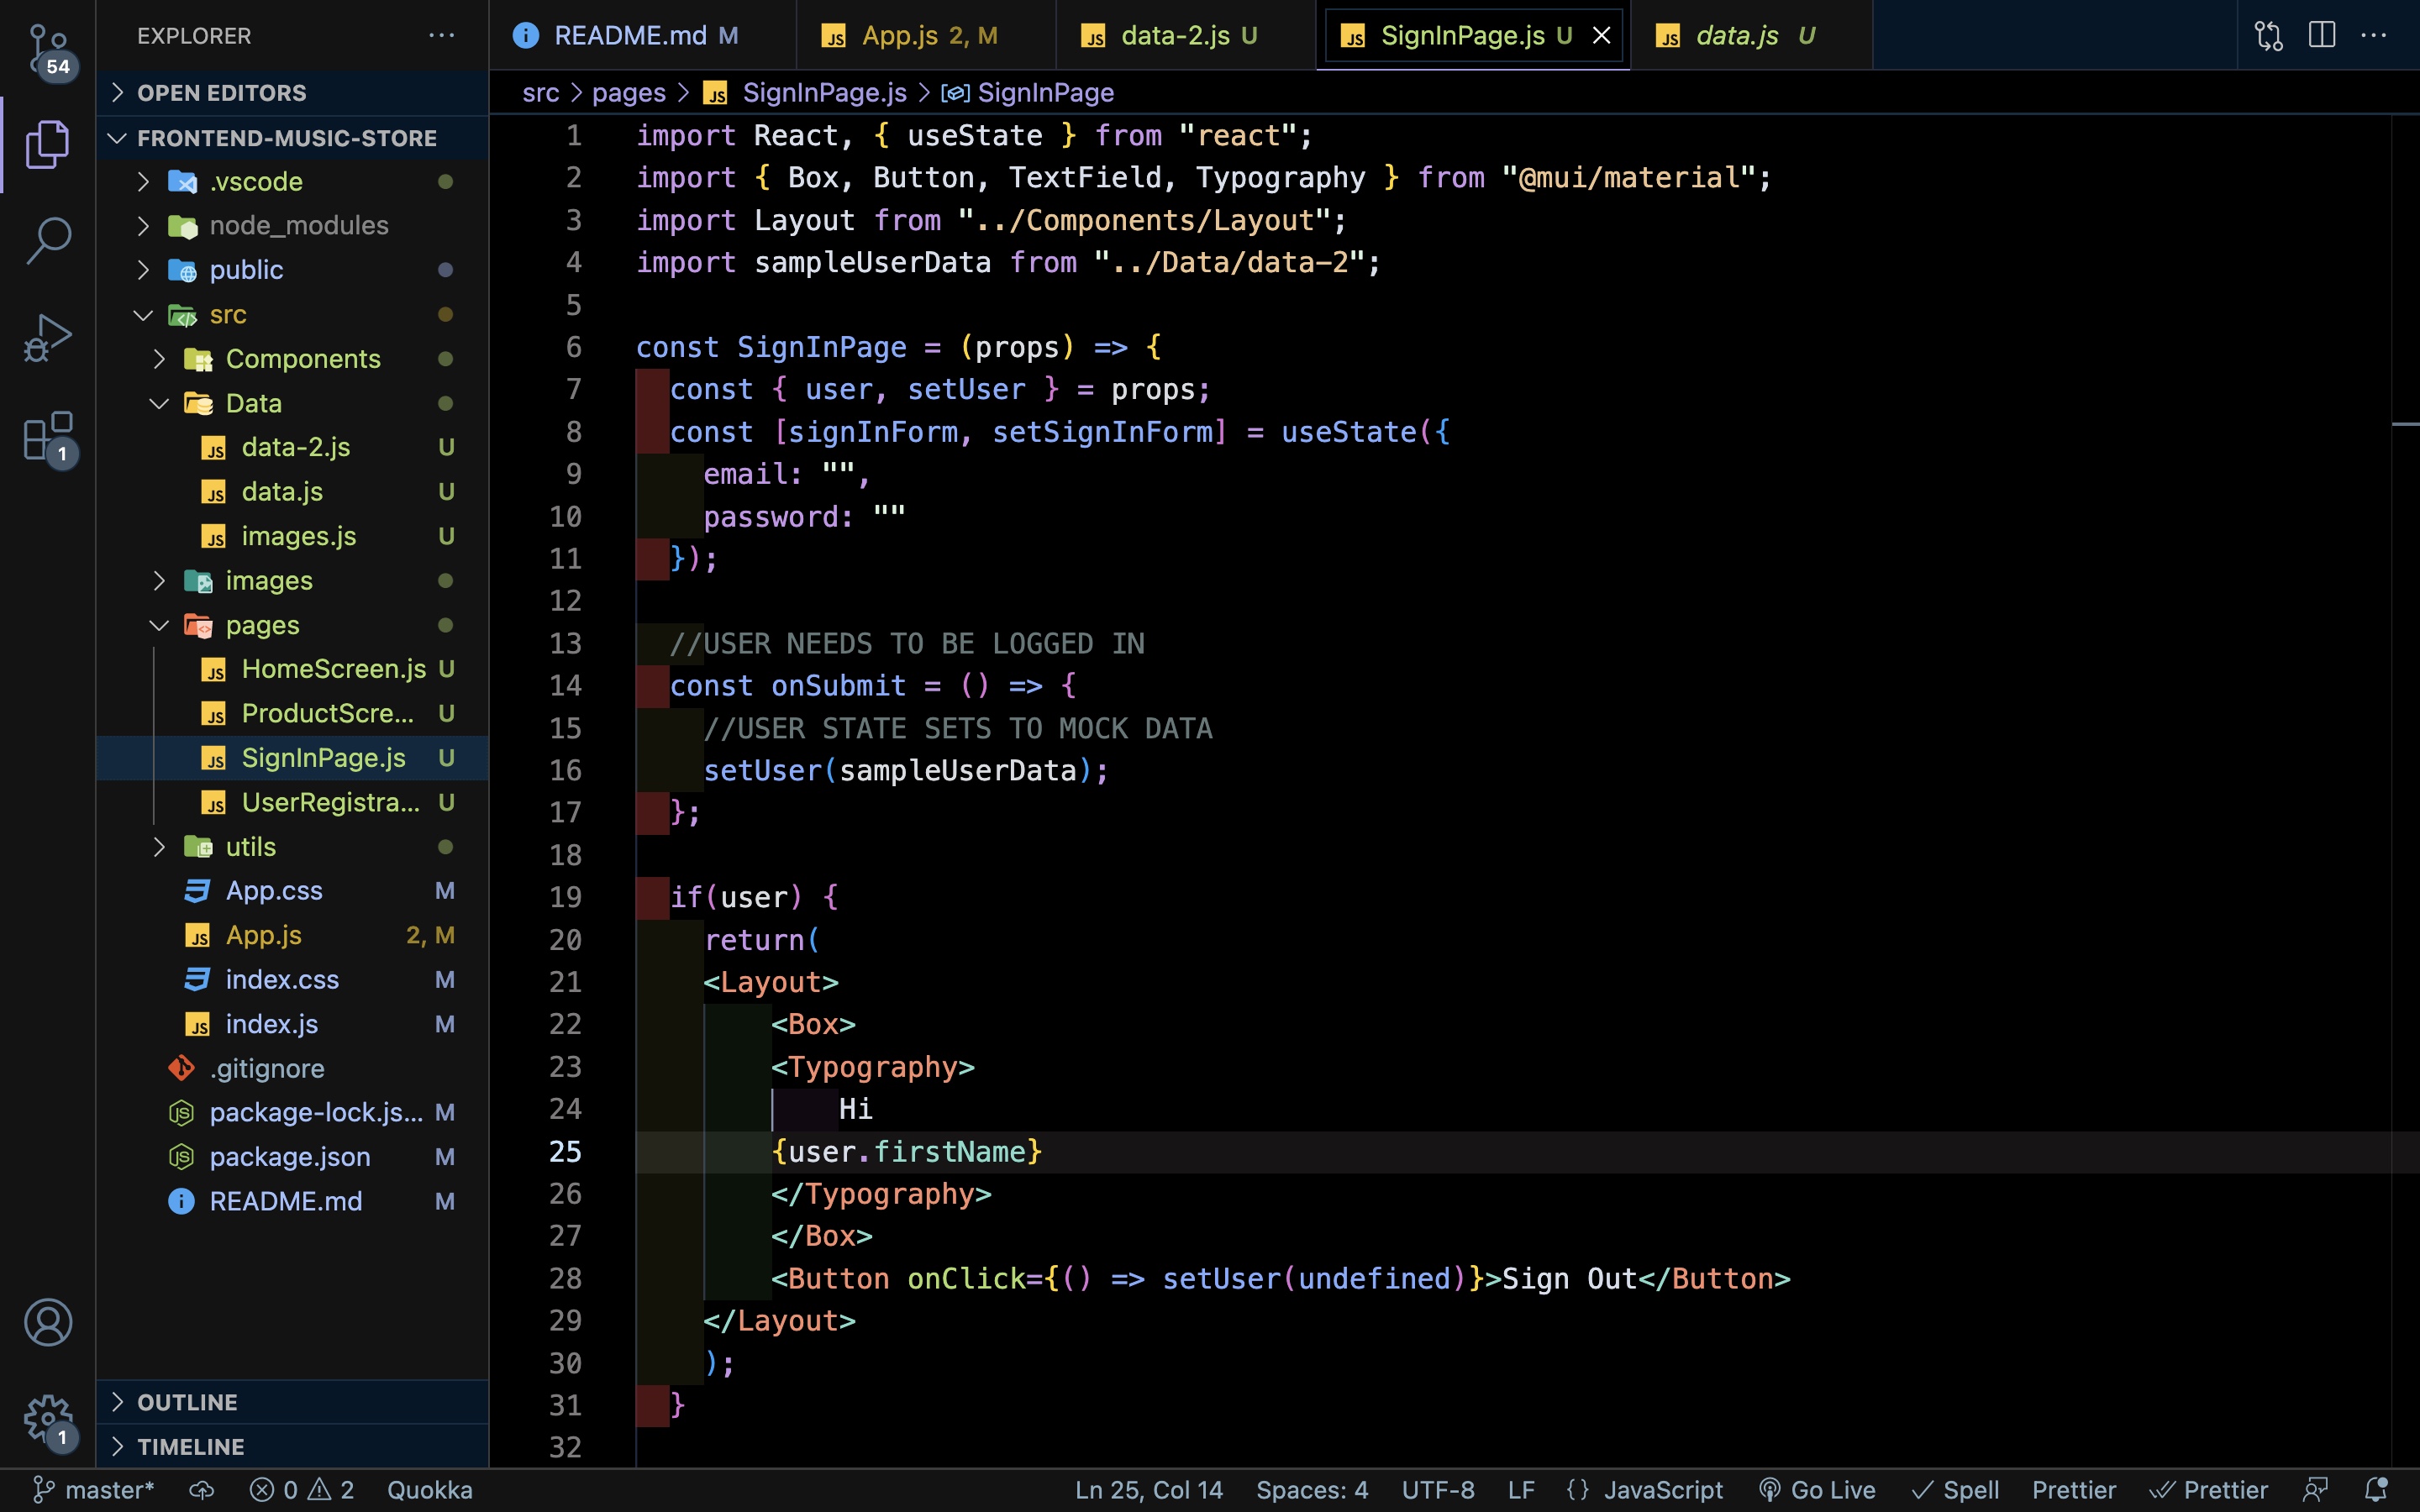 54
1
1
EXPLORER
OPEN EDITORS
FRONTEND-MUSIC-STORE
.vscode
node_modules
public
src
Components
Data
data-2.js U
data.js U
images.js U
images
pages
HomeScreen.js U
ProductScre... U
SignInPage.js U
UserRegistra... U
utils
App.css M
App.js 2, M
index.css M
index.js M
.gitignore
package-lock.js... M
package.json M
README.md M
OUTLINE
TIMELINE
README.md M
App.js 2, M
data-2.js U
SignInPage.js U
data.js U
src > pages > JS SignInPage.js > SignInPage
1 import React, { useState } from "react";
2 import { Box, Button, TextField, Typography } from "@mui/material";
3 import Layout from "../Components/Layout";
4 import sampleUserData from "../Data/data-2";
5
6 const SignInPage = (props) => {
7 const { user, setUser } = props;
8 const [signInForm, setSignInForm] = useState({
9 email: "",
10 password: ""
11 });
12
13 //USER NEEDS TO BE LOGGED IN
14 const onSubmit = () => {
15 //USER STATE SETS TO MOCK DATA
16 setUser(sampleUserData);
17 };
18
19 if(user) {
20 return(
21 <Layout>
22 <Box>
23 <Typography>
24 Hi
25 {user.firstName}
26 </Typography>
27 </Box>
28 <Button onClick={() => setUser(undefined)}>Sign Out</Button>
29 </Layout>
30 );
31 }
32
master* 0 2 Quokka Ln 25, Col 14 Spaces: 4 UTF-8 LF {} JavaScript Go Live Spell Prettier Prettier